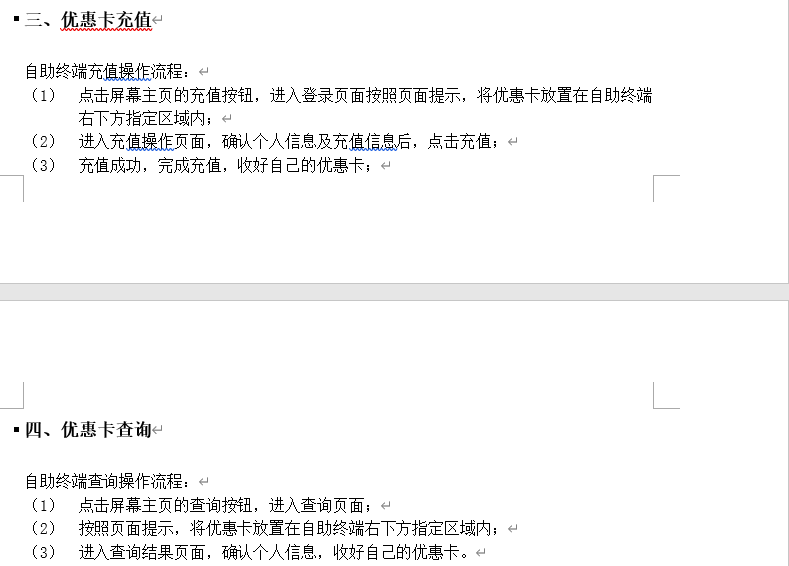 三、优惠卡充值
自助终端充值操作流程：
（1） 点击屏幕主页的充值按钮，进入登录页面按照页面提示，将优惠卡放置在自助终端
右下方指定区域内；
（2） 进入充值操作页面，确认个人信息及充值信息后，点击充值；
（3） 充值成功，完成充值，收好自己的优惠卡；
四、优惠卡查询
自助终端查询操作流程：
（1） 点击屏幕主页的查询按钮，进入查询页面；
（2） 按照页面提示，将优惠卡放置在自助终端右下方指定区域内；
（3） 进入查询结果页面，确认个人信息，收好自己的优惠卡。